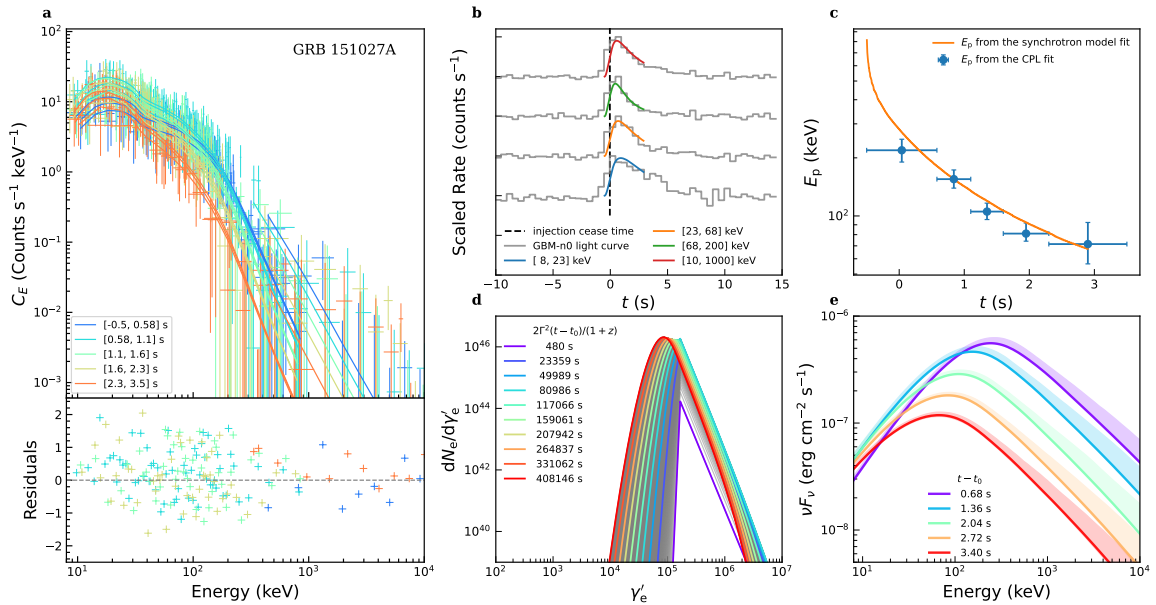 a
GRB 151027A
10²
10¹
10⁰
10⁻¹
10⁻²
10⁻³
C_E (Counts s⁻¹ keV⁻¹)
[-0.5, 0.58] s
[0.58, 1.1] s
[1.1, 1.6] s
[1.6, 2.3] s
[2.3, 3.5] s
2
1
0
−1
−2
Residuals
10¹ 10² 10³ 10⁴
Energy (keV)
b
Scaled Rate (counts s⁻¹)
injection cease time
GBM-n0 light curve
[ 8, 23] keV
[23, 68] keV
[68, 200] keV
[10, 1000] keV
−10 −5 0 5 10 15
t (s)
c
E_p from the synchrotron model fit
E_p from the CPL fit
E_p (keV)
10²
0 1 2 3
t (s)
d
2Γ²(t − t₀)/(1 + z)
480 s
23359 s
49989 s
80986 s
117066 s
159061 s
207942 s
264837 s
331062 s
408146 s
10⁴⁶
10⁴⁴
10⁴²
10⁴⁰
dN_e/dγ′_e
10² 10³ 10⁴ 10⁵ 10⁶ 10⁷
γ′_e
e
10⁻⁶
10⁻⁷
10⁻⁸
νF_ν (erg cm⁻² s⁻¹)
t − t₀
0.68 s
1.36 s
2.04 s
2.72 s
3.40 s
10¹ 10² 10³ 10⁴
Energy (keV)